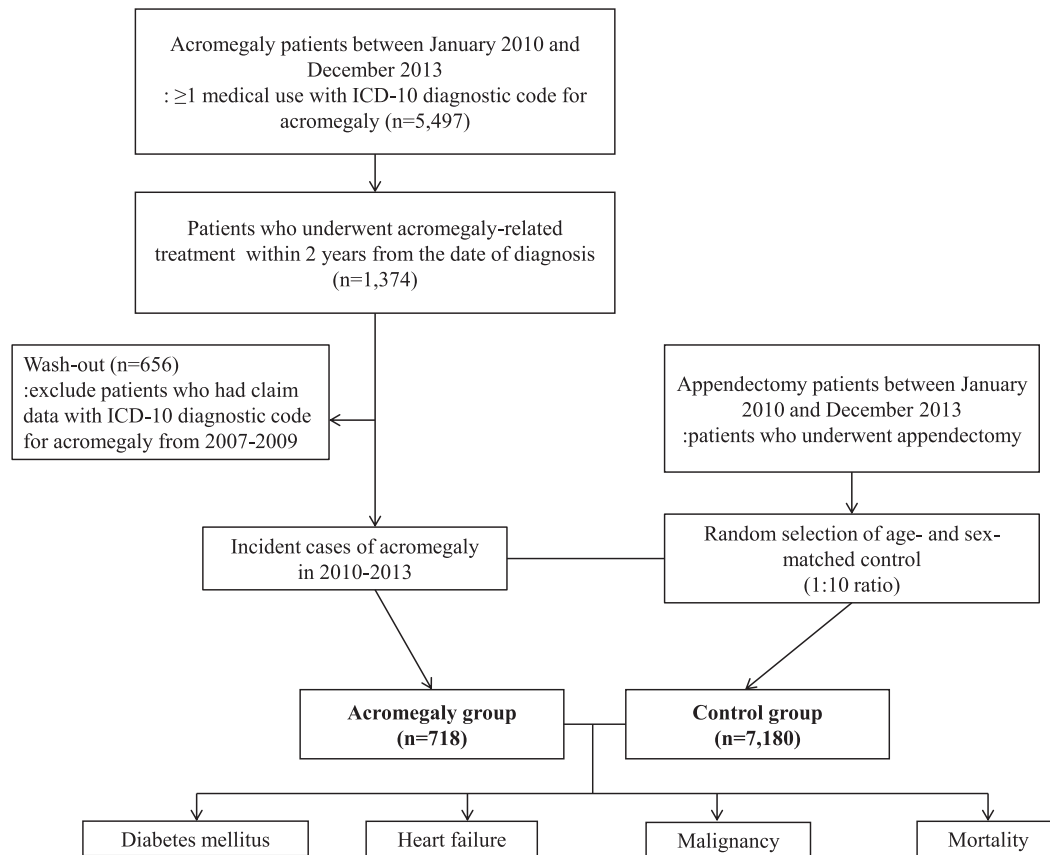 Acromegaly patients between January 2010 and
December 2013
: ≥1 medical use with ICD-10 diagnostic code for
acromegaly (n=5,497)
Patients who underwent acromegaly-related
treatment within 2 years from the date of diagnosis
(n=1,374)
Wash-out (n=656)
:exclude patients who had claim
data with ICD-10 diagnostic code
for acromegaly from 2007-2009
Appendectomy patients between January
2010 and December 2013
:patients who underwent appendectomy
Incident cases of acromegaly
in 2010-2013
Random selection of age- and sex-
matched control
(1:10 ratio)
Acromegaly group
(n=718)
Control group
(n=7,180)
Diabetes mellitus
Heart failure
Malignancy
Mortality